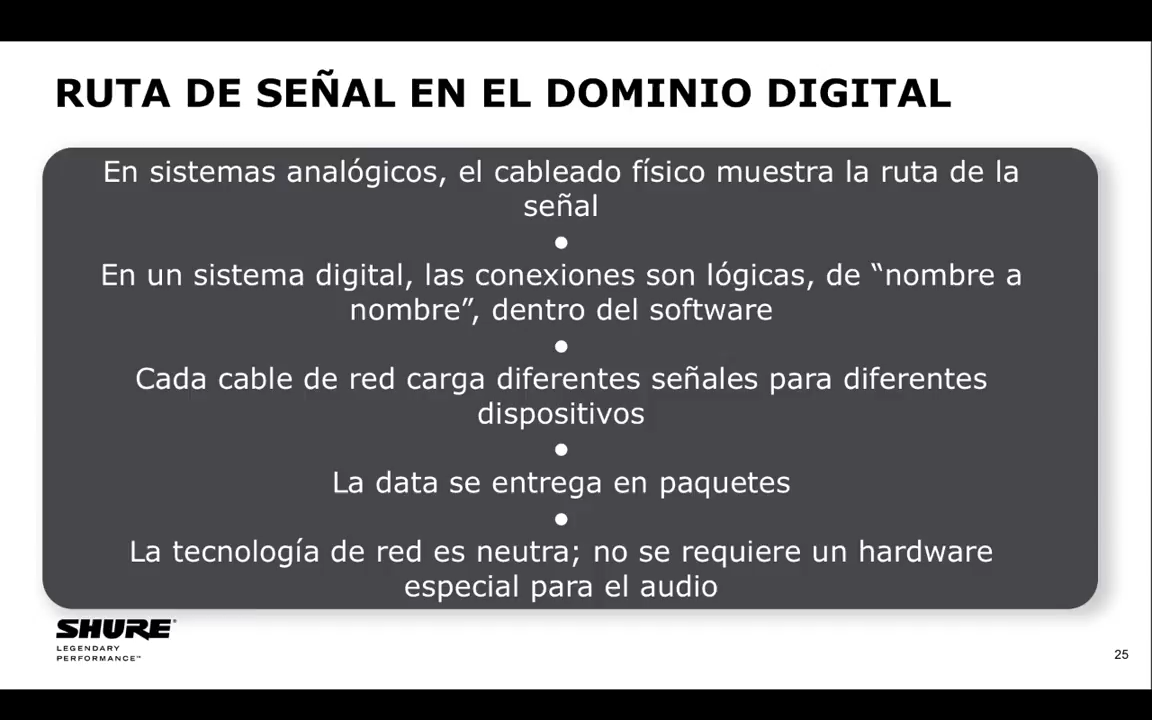 RUTA DE SEÑAL EN EL DOMINIO DIGITAL
En sistemas analógicos, el cableado físico muestra la ruta de la
señal
●
En un sistema digital, las conexiones son lógicas, de “nombre a
nombre”, dentro del software
●
Cada cable de red carga diferentes señales para diferentes
dispositivos
●
La data se entrega en paquetes
●
La tecnología de red es neutra; no se requiere un hardware
especial para el audio
SHURE®
LEGENDARY
PERFORMANCE™
25